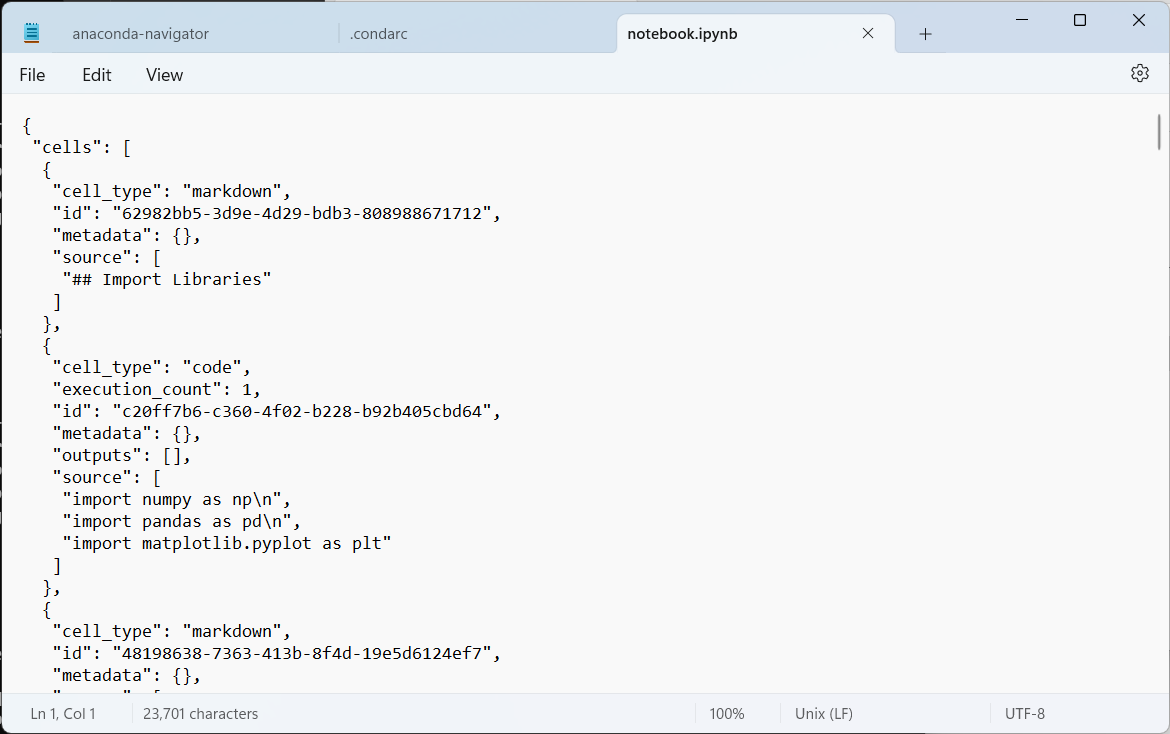 anaconda-navigator .condarc notebook.ipynb
File Edit View
{
 "cells": [
  {
   "cell_type": "markdown",
   "id": "62982bb5-3d9e-4d29-bdb3-808988671712",
   "metadata": {},
   "source": [
    "## Import Libraries"
   ]
  },
  {
   "cell_type": "code",
   "execution_count": 1,
   "id": "c20ff7b6-c360-4f02-b228-b92b405cbd64",
   "metadata": {},
   "outputs": [],
   "source": [
    "import numpy as np\n",
    "import pandas as pd\n",
    "import matplotlib.pyplot as plt"
   ]
  },
  {
   "cell_type": "markdown",
   "id": "48198638-7363-413b-8f4d-19e5d6124ef7",
   "metadata": {},
Ln 1, Col 1 23,701 characters 100% Unix (LF) UTF-8